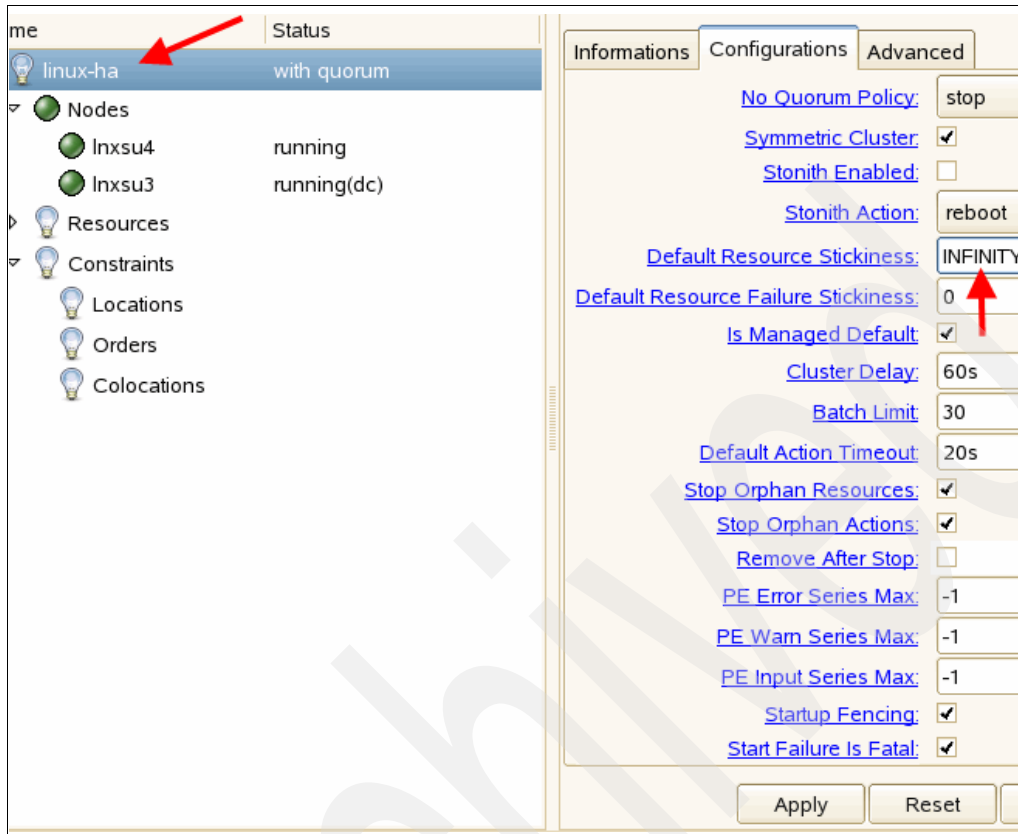 me Status
linux-ha with quorum
Nodes
lnxsu4 running
lnxsu3 running(dc)
Resources
Constraints
Locations
Orders
Colocations
Informations Configurations Advanced
No Quorum Policy: stop
Symmetric Cluster:
Stonith Enabled:
Stonith Action: reboot
Default Resource Stickiness: INFINITY
Default Resource Failure Stickiness: 0
Is Managed Default:
Cluster Delay: 60s
Batch Limit: 30
Default Action Timeout: 20s
Stop Orphan Resources:
Stop Orphan Actions:
Remove After Stop:
PE Error Series Max: -1
PE Warn Series Max: -1
PE Input Series Max: -1
Startup Fencing:
Start Failure Is Fatal:
Apply Reset